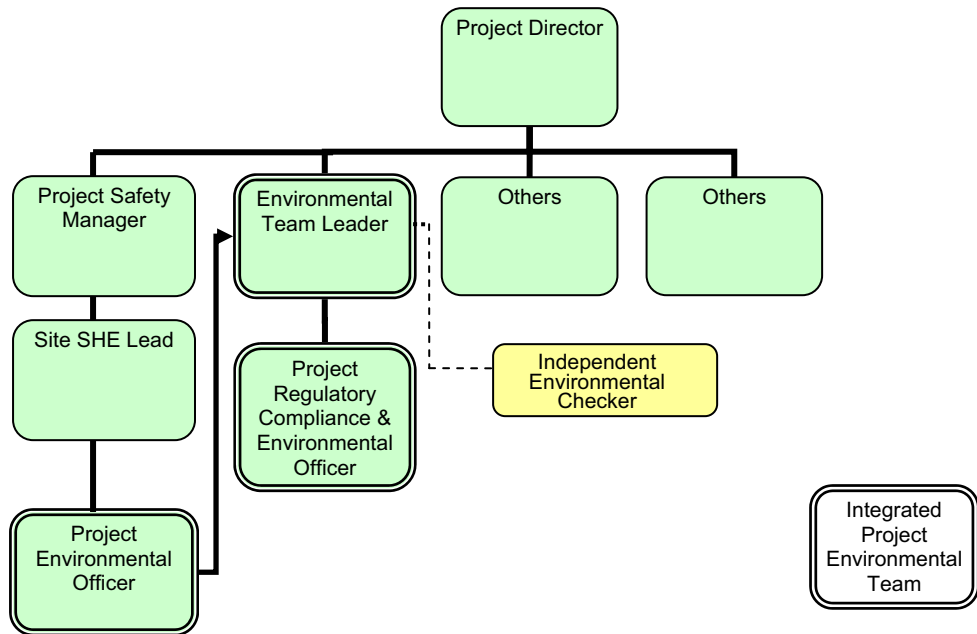 Project Director
Project Safety
Manager
Environmental
Team Leader
Others
Others
Site SHE Lead
Project
Regulatory
Compliance &
Environmental
Officer
Independent
Environmental
Checker
Project
Environmental
Officer
Integrated
Project
Environmental
Team